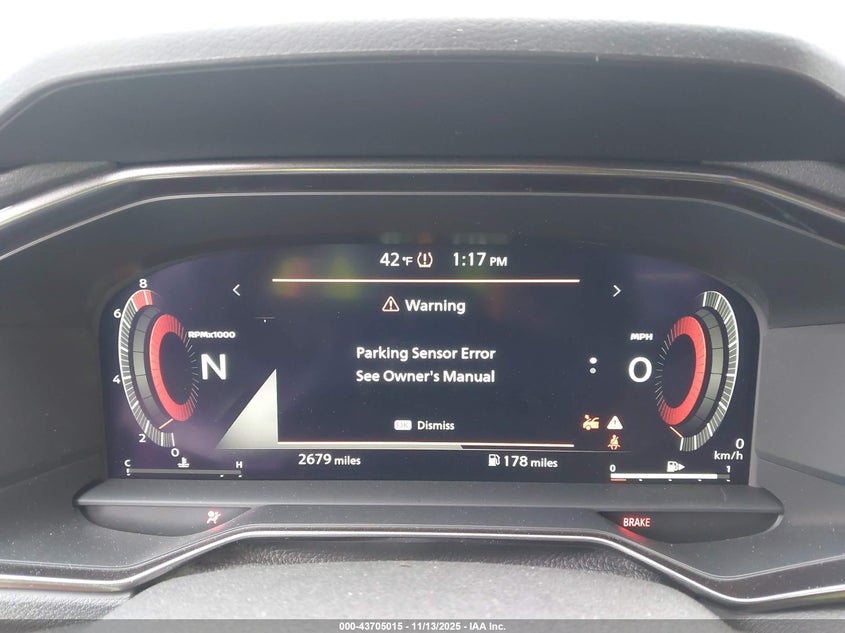 42 °F 1:17 PM
Warning
8
6
4
2
0
RPMx1000
N
Parking Sensor Error
See Owner's Manual
OK Dismiss
MPH
0
0
km/h
C H
2679 miles
178 miles
0 1
BRAKE
000-43705015 - 11/13/2025 - IAA Inc.